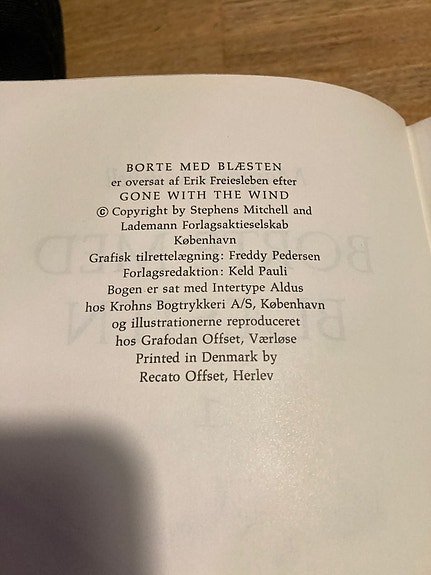 BORTE MED BLÆSTEN
er oversat af Erik Freiesleben efter
GONE WITH THE WIND
© Copyright by Stephens Mitchell and
Lademann Forlagsaktieselskab
København
Grafisk tilrettelægning: Freddy Pedersen
Forlagsredaktion: Keld Pauli
Bogen er sat med Intertype Aldus
hos Krohns Bogtrykkeri A/S, København
og illustrationerne reproduceret
hos Grafodan Offset, Værløse
Printed in Denmark by
Recato Offset, Herlev